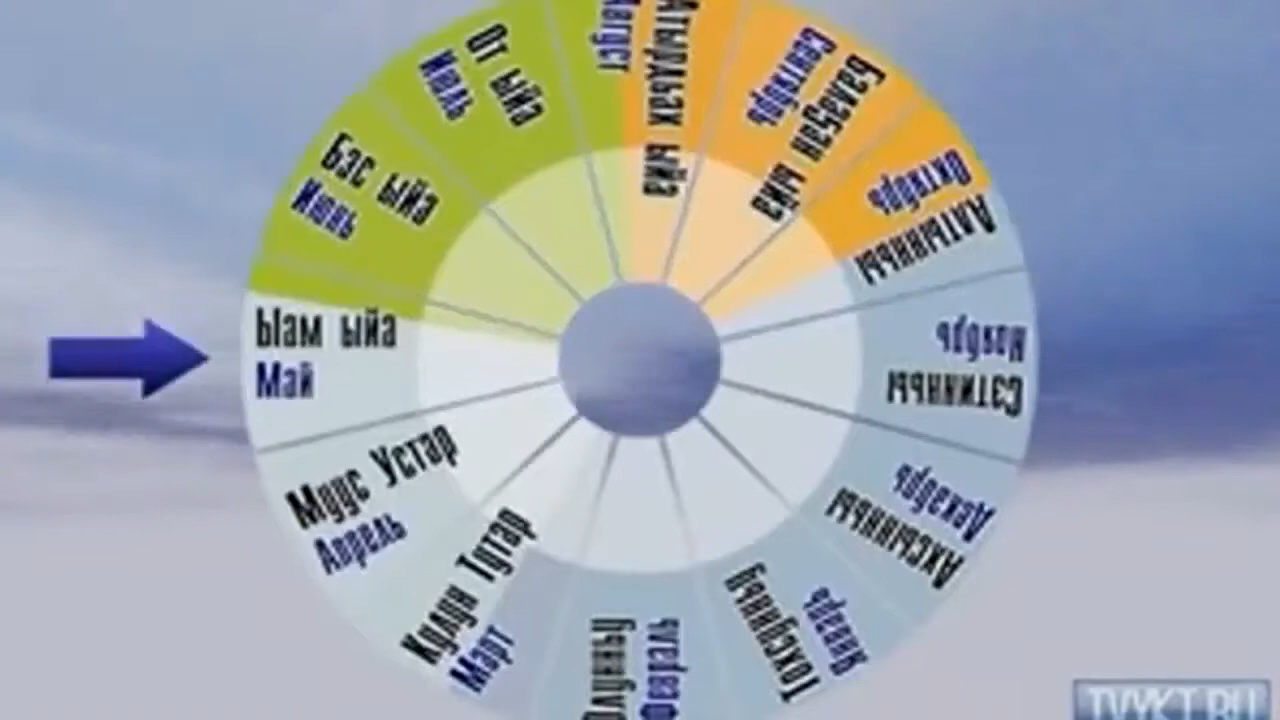 Ыам ыйа
Май
Бэс ыйа
Июнь
От ыйа
Июль
Август
Атырдьах ыйа
Сентябрь
Балаҕан ыйа
Октябрь
Алтынньы
Ноябрь
Сэтинньи
Декабрь
Ахсынньы
Январь
Тохсунньу
Февраль
Олунньу
Кулун Тутар
Март
Муус Устар
Апрель
TVYKT.RU